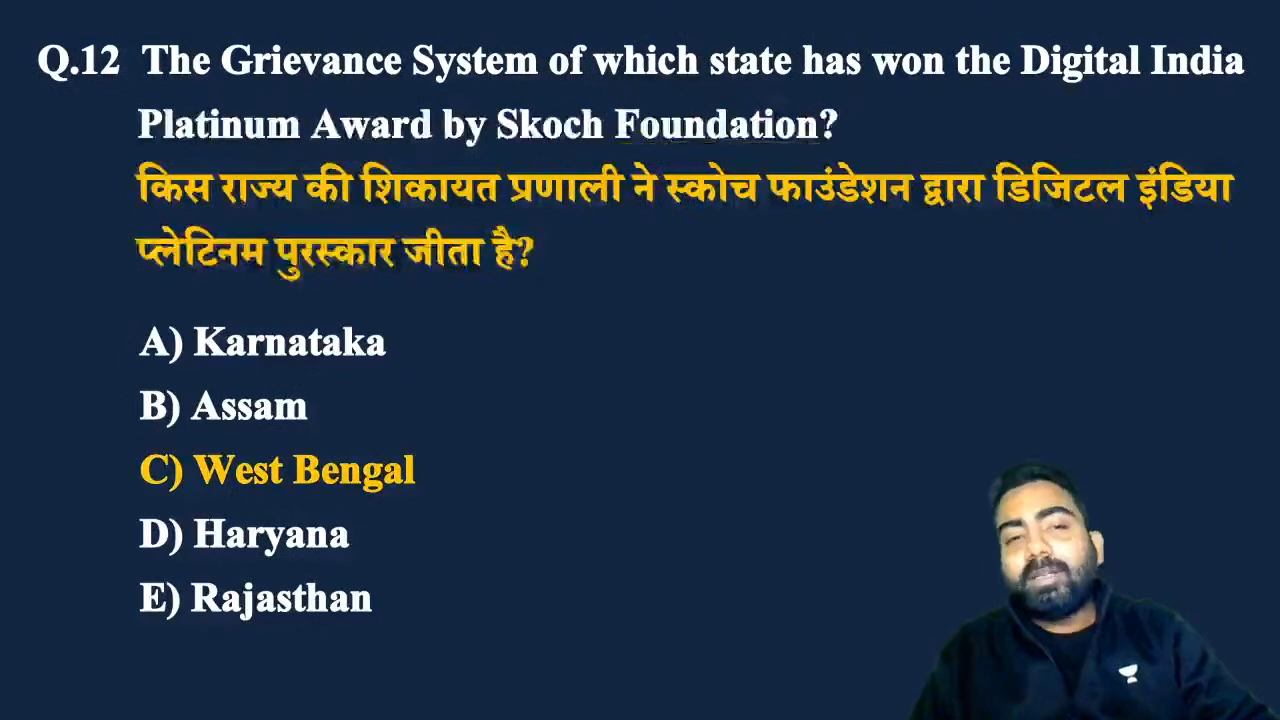 Q.12 The Grievance System of which state has won the Digital India
Platinum Award by Skoch Foundation?
किस राज्य की शिकायत प्रणाली ने स्कोच फाउंडेशन द्वारा डिजिटल इंडिया
प्लेटिनम पुरस्कार जीता है?
A) Karnataka
B) Assam
C) West Bengal
D) Haryana
E) Rajasthan